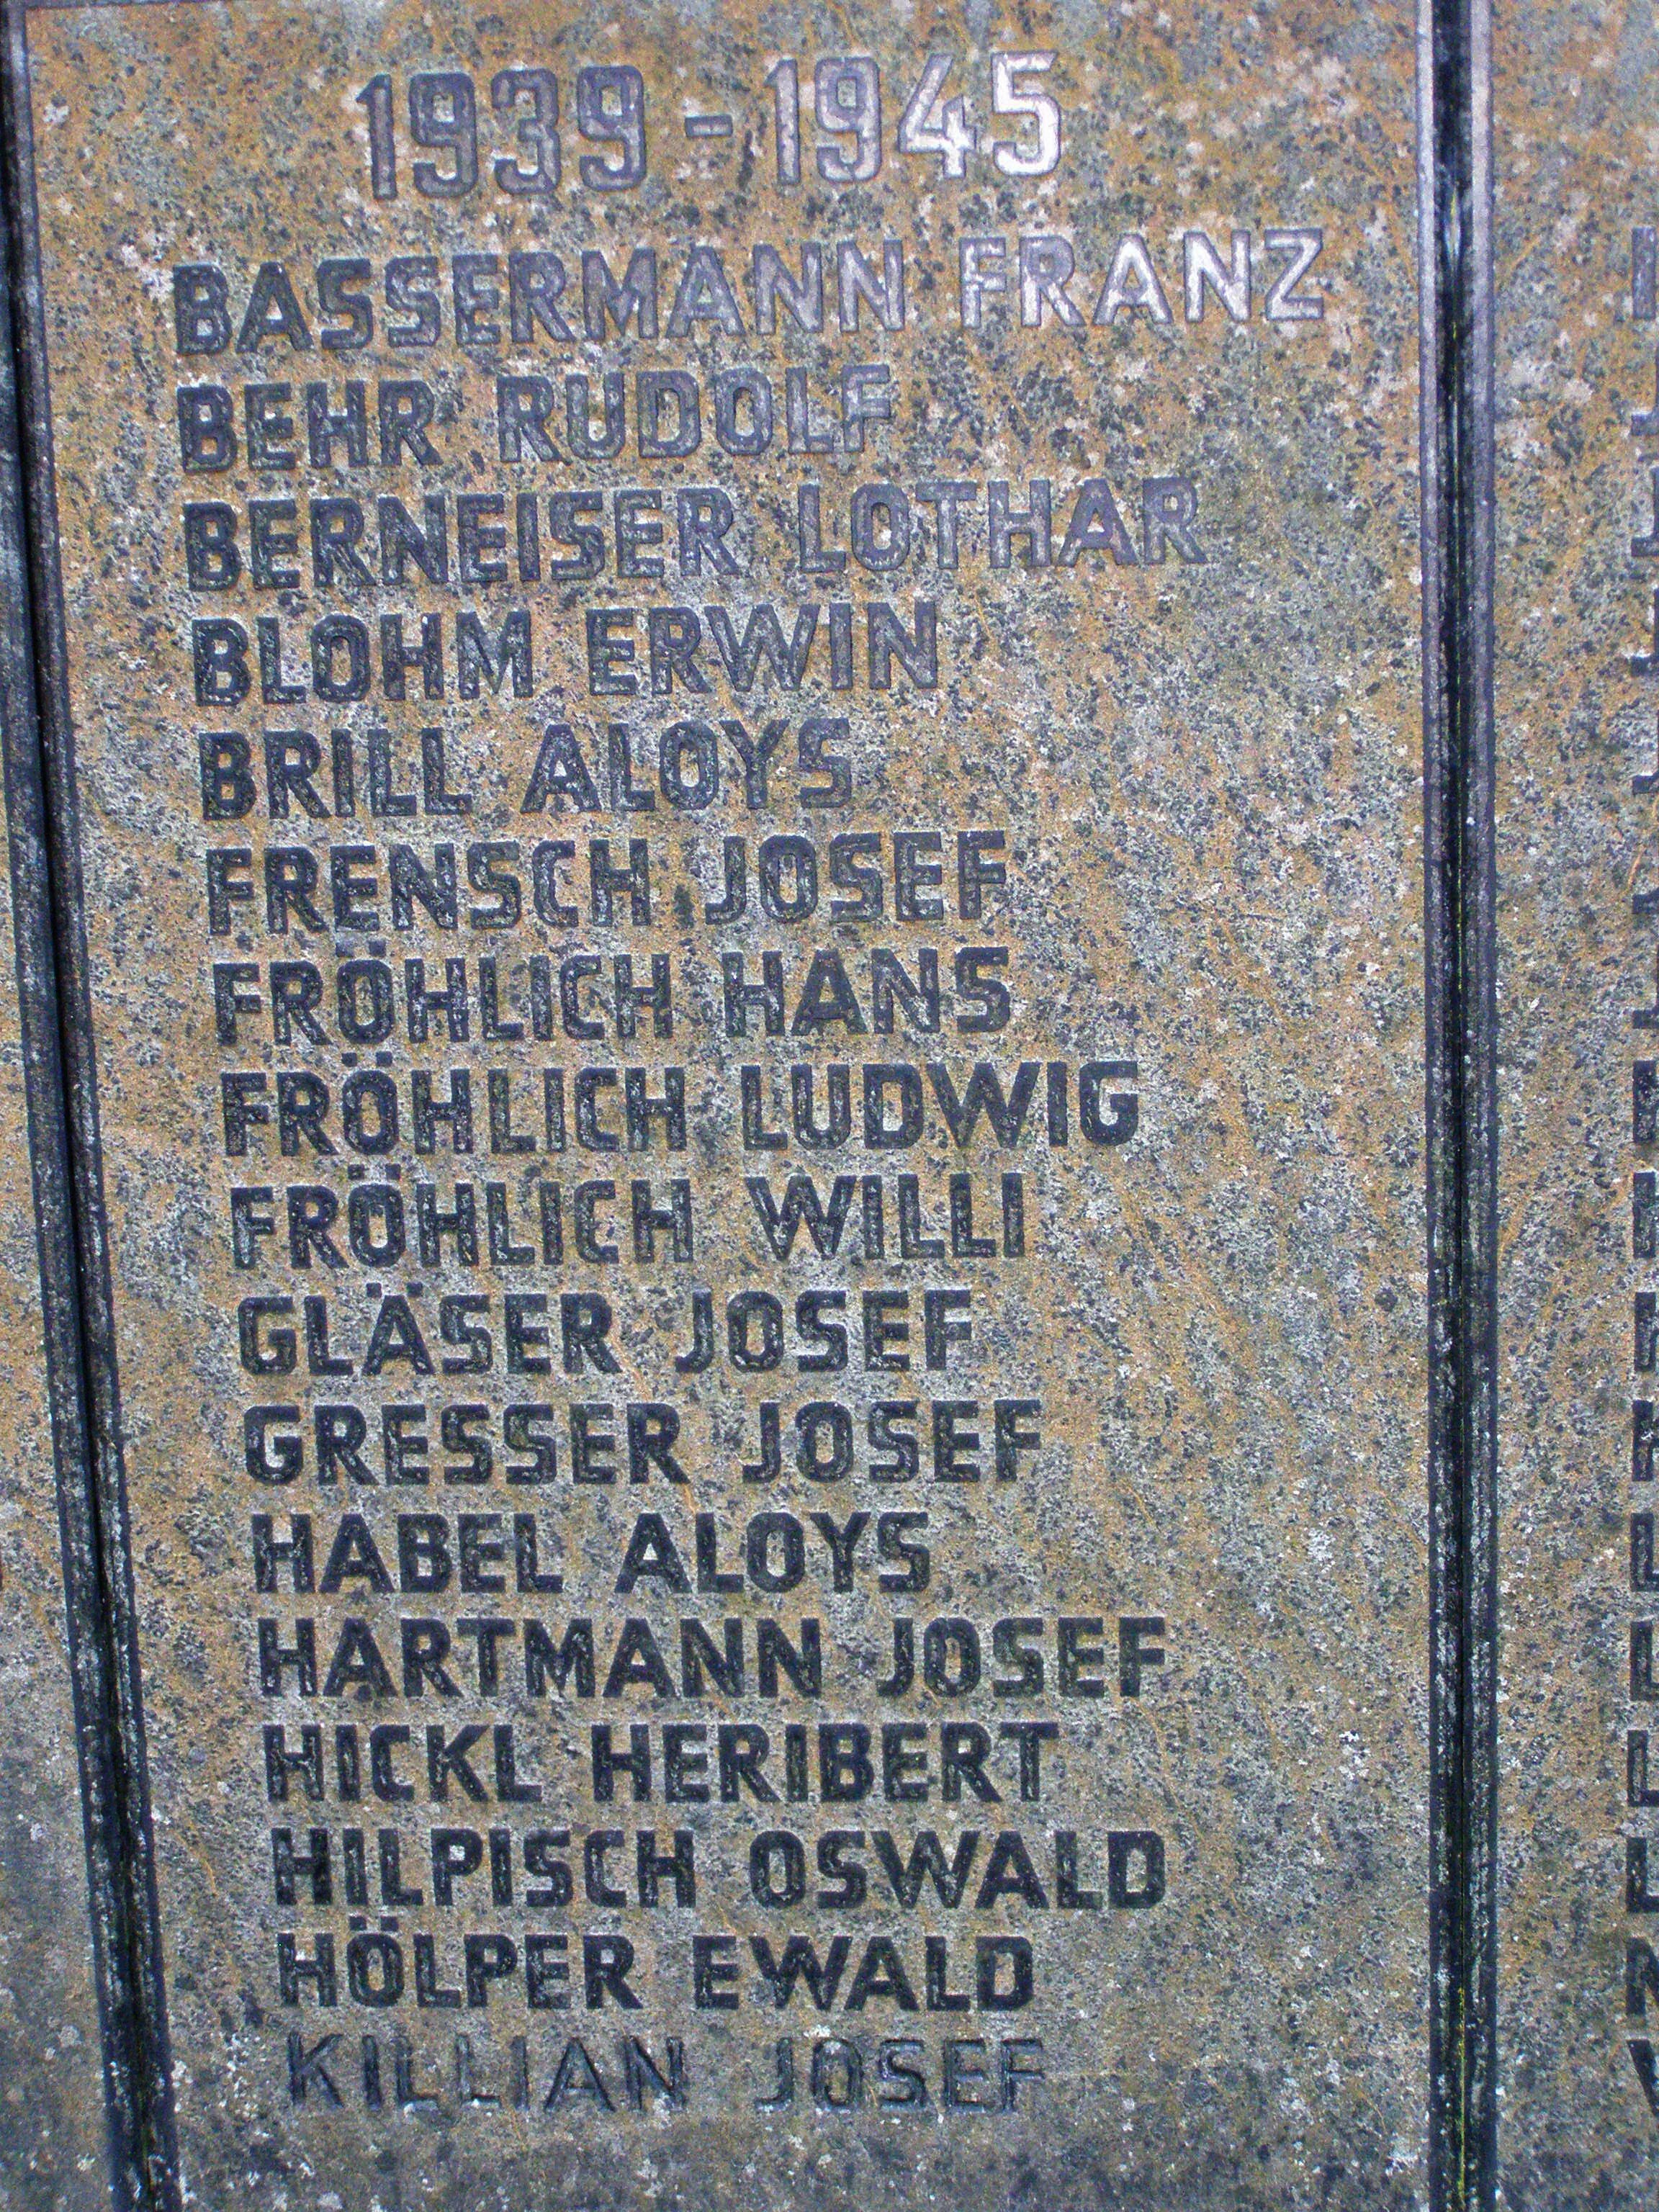 1939-1945
BASSERMANN FRANZ
BEHR RUDOLF
BERNEISER LOTHAR
BLOHM ERWIN
BRILL ALOYS
FRENSCH JOSEF
FRÖHLICH HANS
FRÖHLICH LUDWIG
FRÖHLICH WILLI
GLÄSER JOSEF
GRESSER JOSEF
HABEL ALOYS
HARTMANN JOSEF
HICKL HERIBERT
HILPISCH OSWALD
HÖLPER EWALD
KILLIAN JOSEF